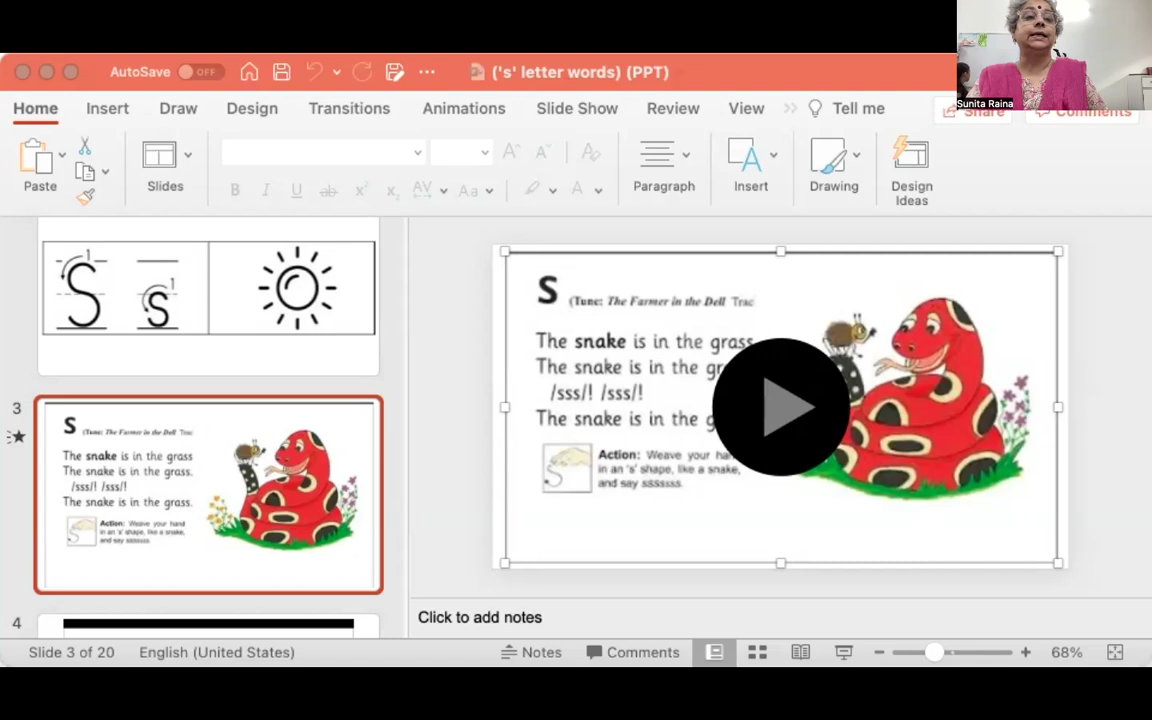 AutoSave OFF
('s' letter words) (PPT)
Sunita Raina
Home Insert Draw Design Transitions Animations Slide Show Review View Tell me
Share Comments
Paste Slides Paragraph Insert Drawing Design Ideas
B I U ab x² x₂ AV Aa A
S s
3
S (Tune: The Farmer in the Dell
The snake is in the grass
The snake is in the grass.
/sss/! /sss/!
The snake is in the grass.
Action: Weave your hand
in an 's' shape, like a snake,
and say ssssss
4
S (Tune: The Farmer in the Dell
The snake is in the grass
The snake is in the
/sss/! /sss/!
The snake is in the
Action: Weave your
in an 's' shape, like a snake,
and say ssssss
Click to add notes
Slide 3 of 20 English (United States) Notes Comments 68%